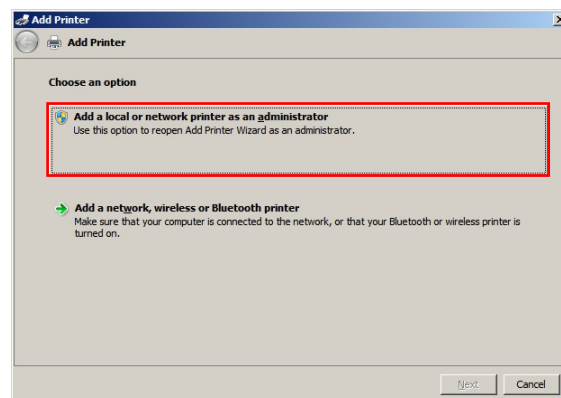 Add Printer
Add Printer
Choose an option
Add a local or network printer as an administrator
Use this option to reopen Add Printer Wizard as an administrator.
Add a network, wireless or Bluetooth printer
Make sure that your computer is connected to the network, or that your Bluetooth or wireless printer is
turned on.
Next Cancel